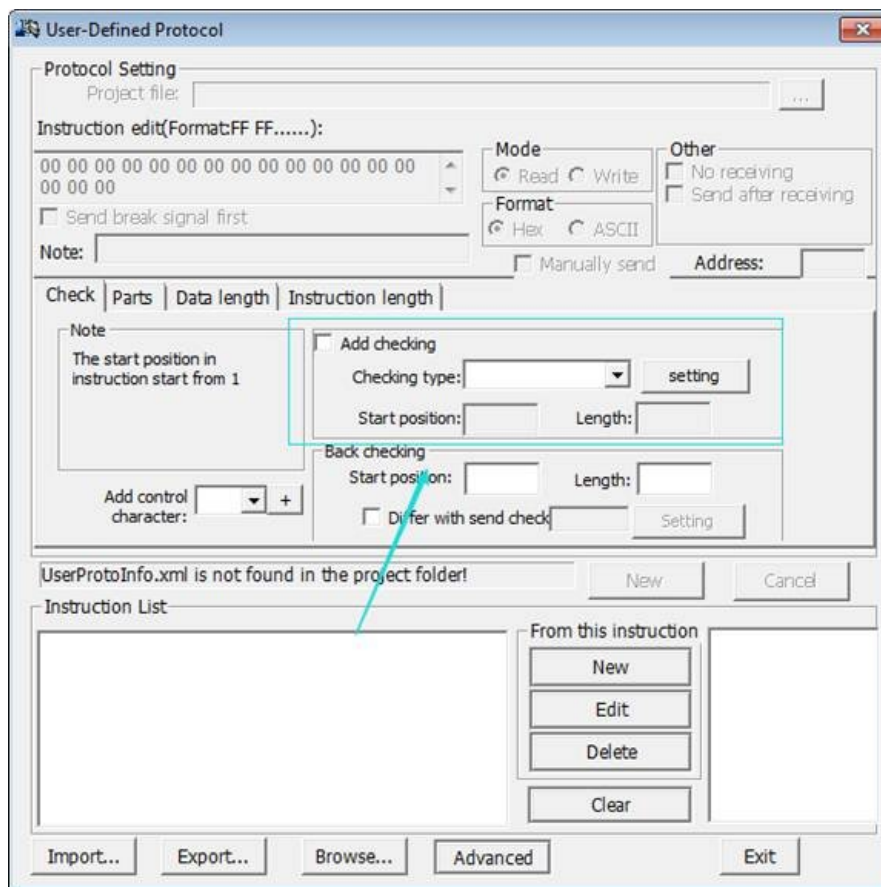 User-Defined Protocol
Protocol Setting
Project file:
...
Instruction edit(Format:FF FF......):
00 00 00 00 00 00 00 00 00 00 00 00 00 00
00 00 00
Send break signal first
Note:
Mode
Read
Write
Format
Hex
ASCII
Other
No receiving
Send after receiving
Manually send
Address:
Check
Parts
Data length
Instruction length
Note
The start position in
instruction start from 1
Add control
character:
+
Add checking
Checking type:
setting
Start position:
Length:
Back checking
Start position:
Length:
Differ with send check
Setting
UserProtoInfo.xml is not found in the project folder!
New
Cancel
Instruction List
From this instruction
New
Edit
Delete
Clear
Import...
Export...
Browse...
Advanced
Exit